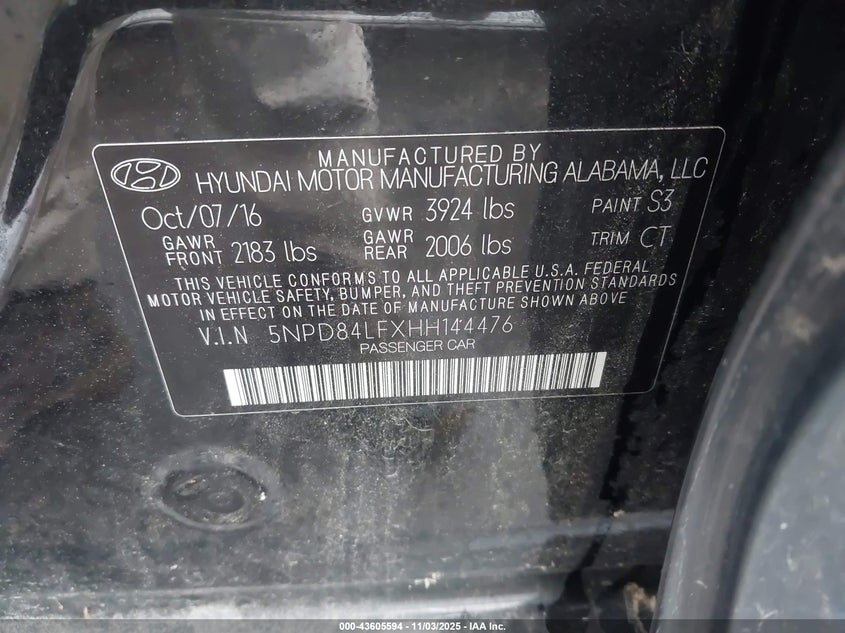 MANUFACTURED BY
HYUNDAI MOTOR MANUFACTURING ALABAMA, LLC
Oct/07/16 GVWR 3924 lbs PAINT S3
GAWR FRONT 2183 lbs GAWR REAR 2006 lbs TRIM CT
THIS VEHICLE CONFORMS TO ALL APPLICABLE U.S.A. FEDERAL
MOTOR VEHICLE SAFETY, BUMPER, AND THEFT PREVENTION STANDARDS
IN EFFECT ON THE DATE OF MANUFACTURE SHOWN ABOVE
V.I.N 5NPD84LFXHH144476
PASSENGER CAR
000-43605594 - 11/03/2025 - IAA Inc.